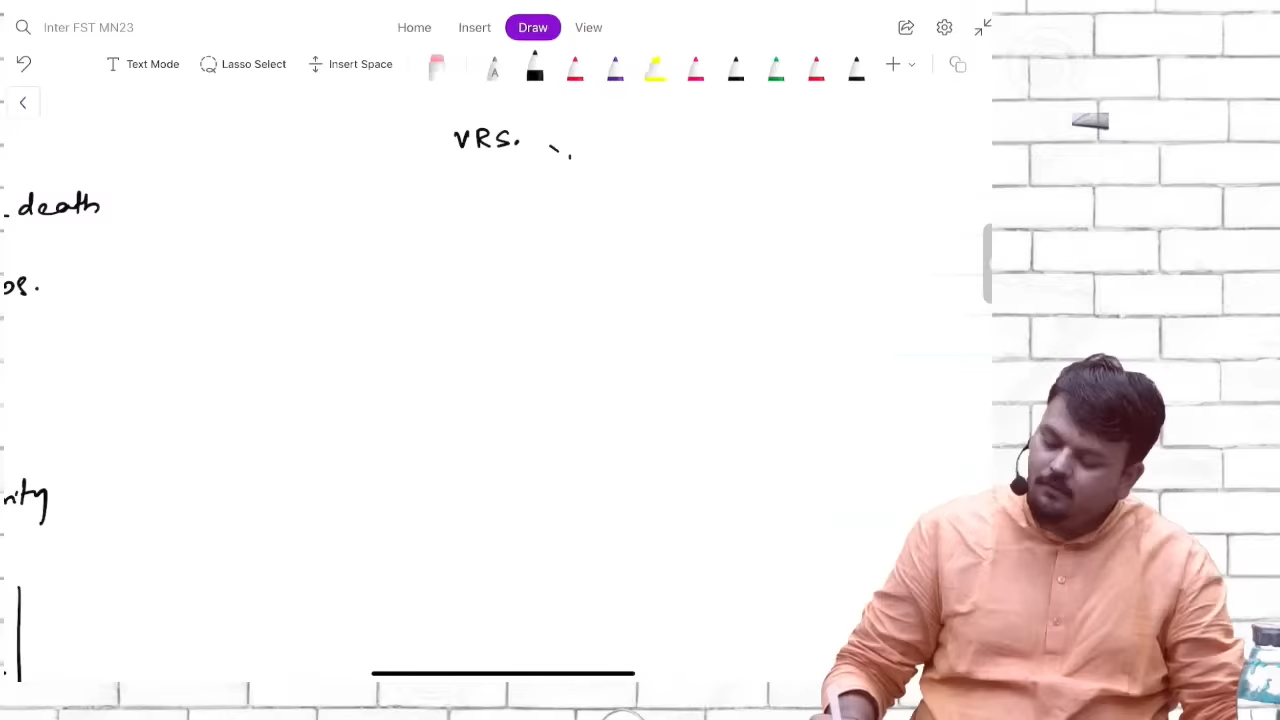 Inter FST MN23
Home Insert Draw View
Text Mode Lasso Select Insert Space
A
VRS.
death